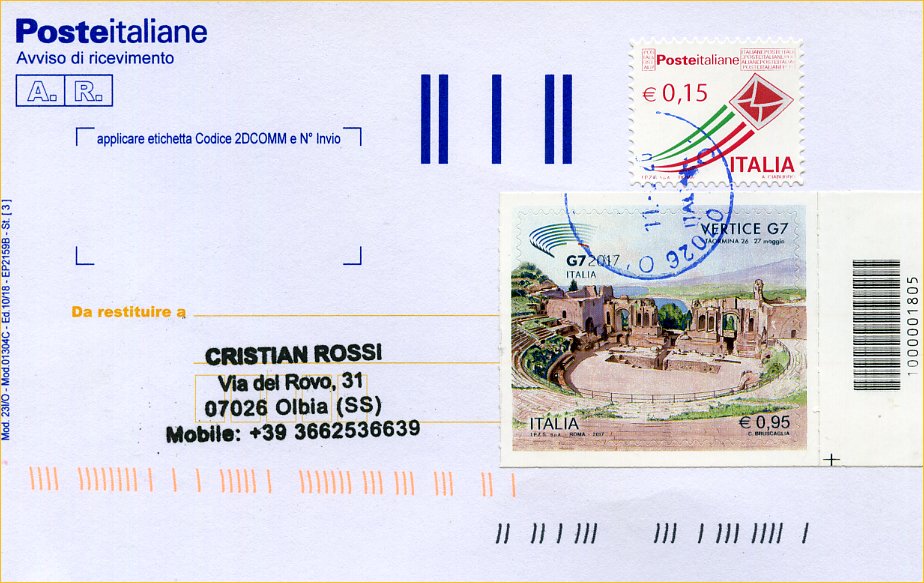 Posteitaliane
Avviso di ricevimento
A. R.
applicare etichetta Codice 2DCOMM e N° Invio
Posteitaliane
€ 0,15
ITALIA
VERTICE G7
TAORMINA 26 - 27 maggio
G72017
ITALIA
ITALIA
€ 0,95
I.P.Z.S. S.p.A. - ROMA - 2017
C. BRUSCAGLIA
1000001805
Da restituire a
CRISTIAN ROSSI
Via del Rovo, 31
07026 Olbia (SS)
Mobile: +39 3662536639
Mod. 23I/O - Mod.01304C - Ed.10/18 - EP2159B - St. [ 3 ]